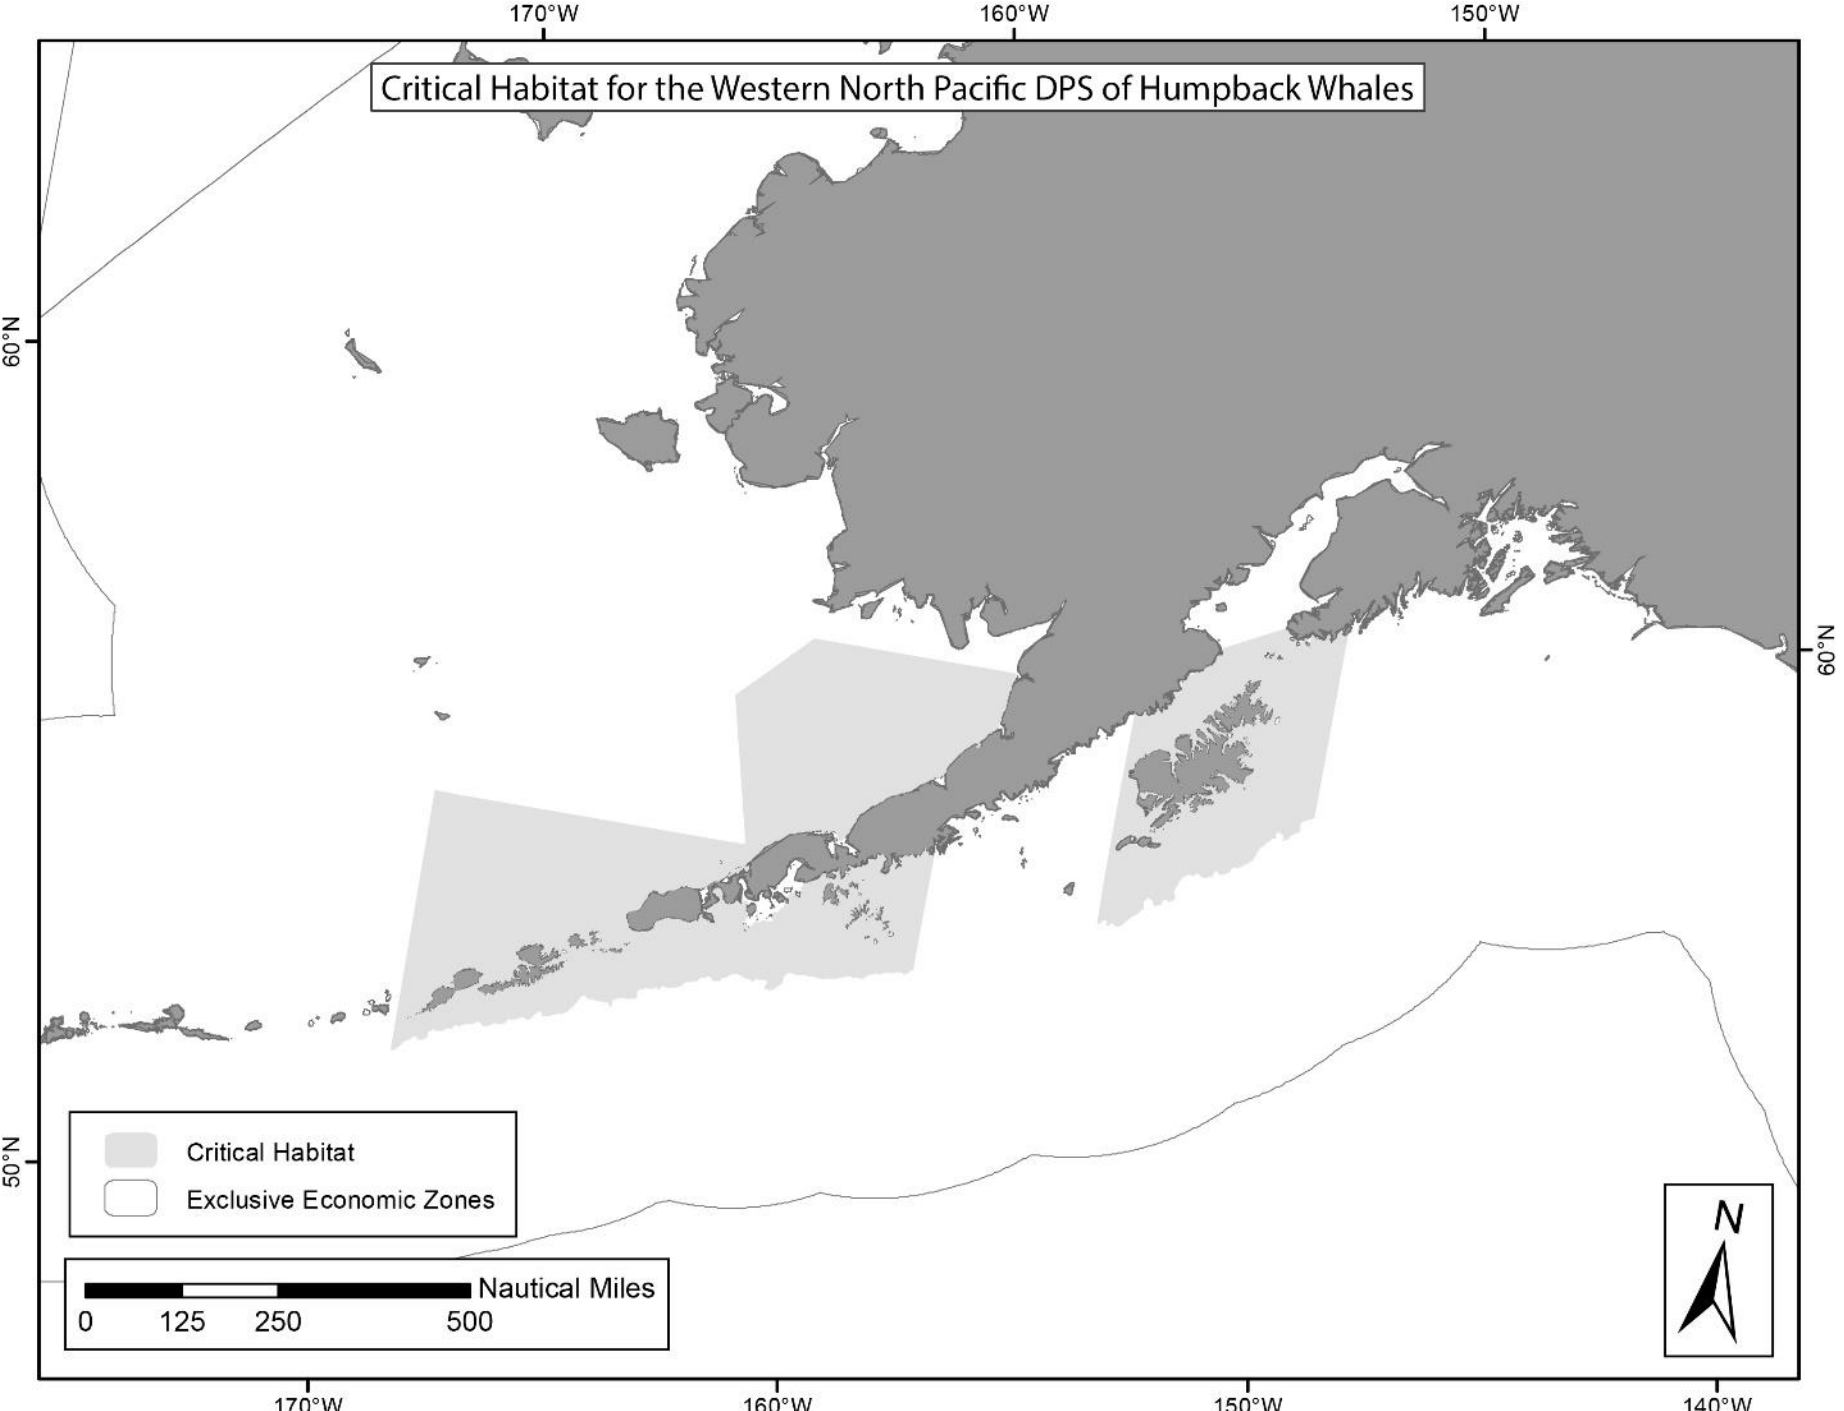 170°W 160°W 150°W
Critical Habitat for the Western North Pacific DPS of Humpback Whales
60°N
60°N
50°N
Critical Habitat
Exclusive Economic Zones
N
Nautical Miles
0 125 250 500
170°W 160°W 150°W 140°W